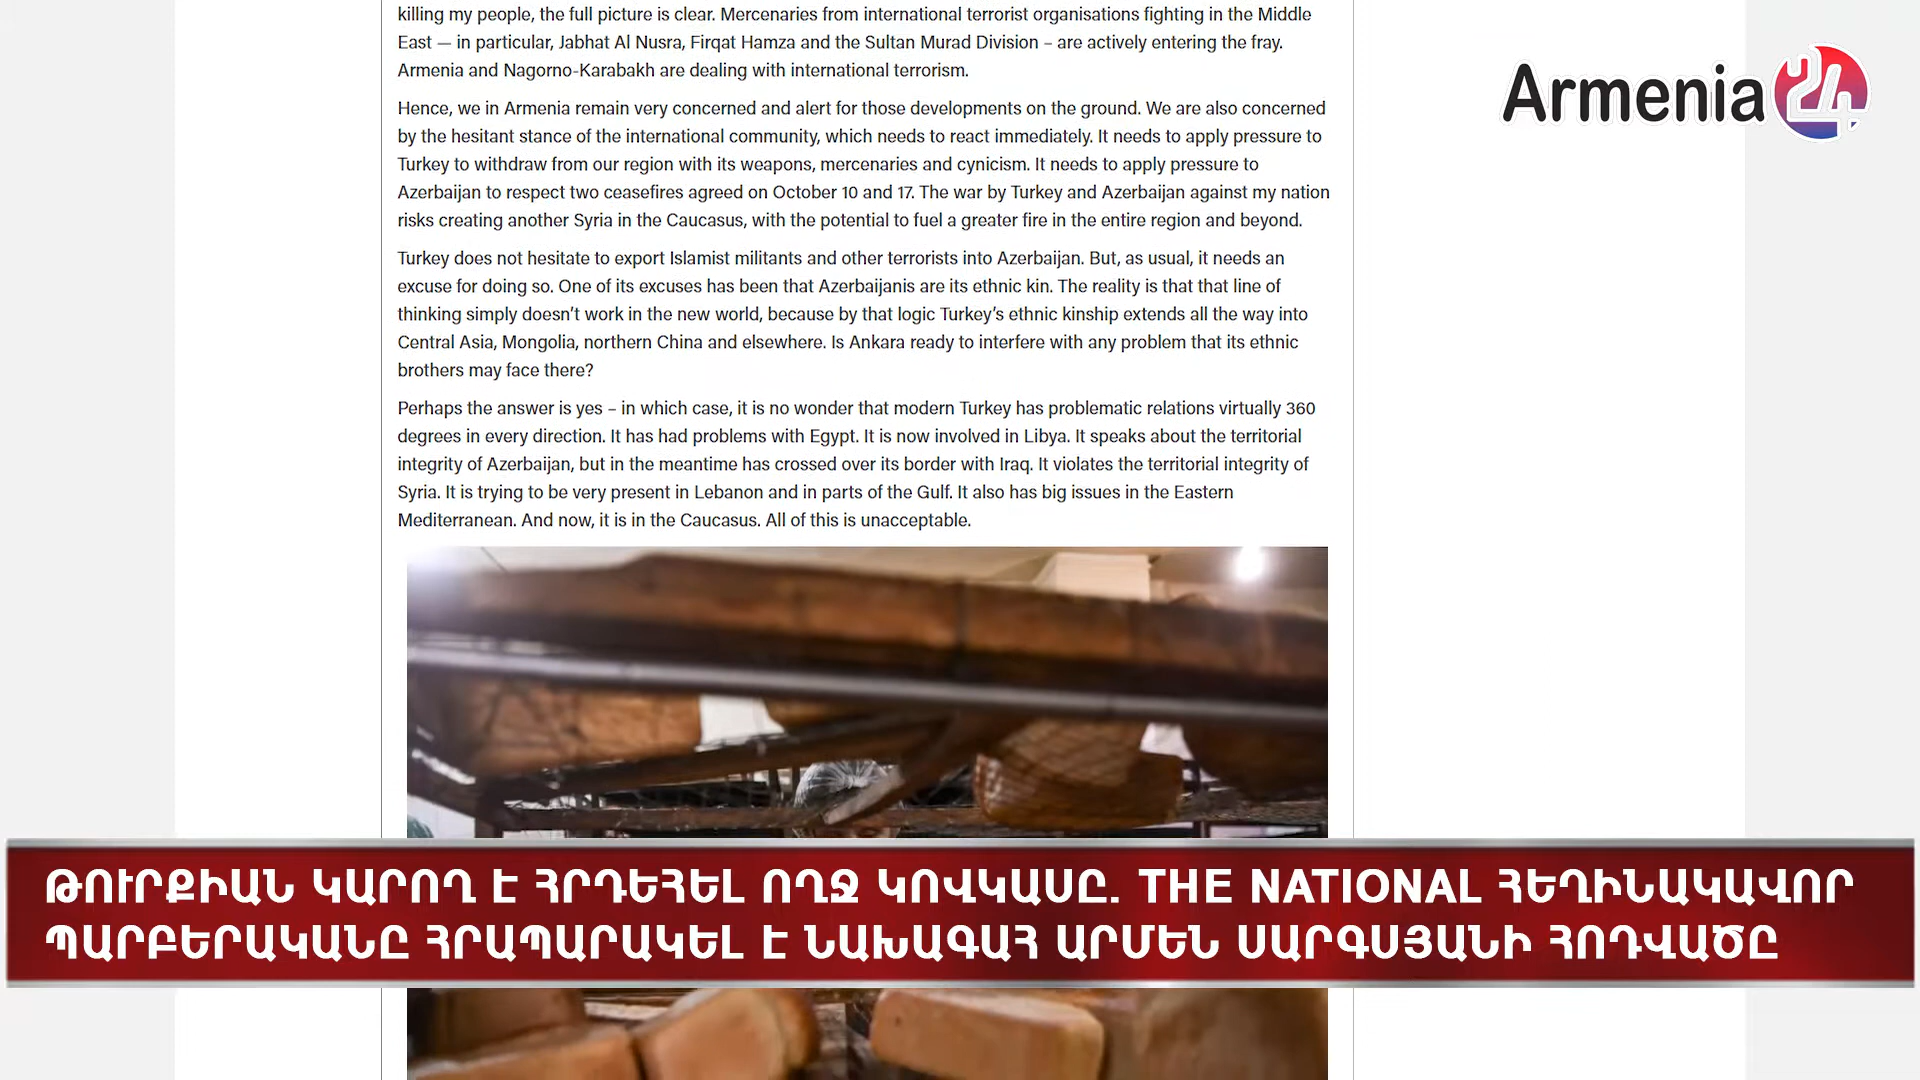 killing my people, the full picture is clear. Mercenaries from international terrorist organisations fighting in the Middle
East — in particular, Jabhat Al Nusra, Firqat Hamza and the Sultan Murad Division – are actively entering the fray.
Armenia and Nagorno-Karabakh are dealing with international terrorism.
Hence, we in Armenia remain very concerned and alert for those developments on the ground. We are also concerned
by the hesitant stance of the international community, which needs to react immediately. It needs to apply pressure to
Turkey to withdraw from our region with its weapons, mercenaries and cynicism. It needs to apply pressure to
Azerbaijan to respect two ceasefires agreed on October 10 and 17. The war by Turkey and Azerbaijan against my nation
risks creating another Syria in the Caucasus, with the potential to fuel a greater fire in the entire region and beyond.
Turkey does not hesitate to export Islamist militants and other terrorists into Azerbaijan. But, as usual, it needs an
excuse for doing so. One of its excuses has been that Azerbaijanis are its ethnic kin. The reality is that that line of
thinking simply doesn’t work in the new world, because by that logic Turkey’s ethnic kinship extends all the way into
Central Asia, Mongolia, northern China and elsewhere. Is Ankara ready to interfere with any problem that its ethnic
brothers may face there?
Perhaps the answer is yes – in which case, it is no wonder that modern Turkey has problematic relations virtually 360
degrees in every direction. It has had problems with Egypt. It is now involved in Libya. It speaks about the territorial
integrity of Azerbaijan, but in the meantime has crossed over its border with Iraq. It violates the territorial integrity of
Syria. It is trying to be very present in Lebanon and in parts of the Gulf. It also has big issues in the Eastern
Mediterranean. And now, it is in the Caucasus. All of this is unacceptable.
Armenia 24
ԹՈՒՐՔԻԱՆ ԿԱՐՈՂ Է ՀՐԴԵՀԵԼ ՈՂՋ ԿՈՎԿԱՍԸ. THE NATIONAL ՀԵՂԻՆԱԿԱՎՈՐ
ՊԱՐԲԵՐԱԿԱՆԸ ՀՐԱՊԱՐԱԿԵԼ Է ՆԱԽԱԳԱՀ ԱՐՄԵՆ ՍԱՐԳՍՅԱՆԻ ՀՈԴՎԱԾԸ